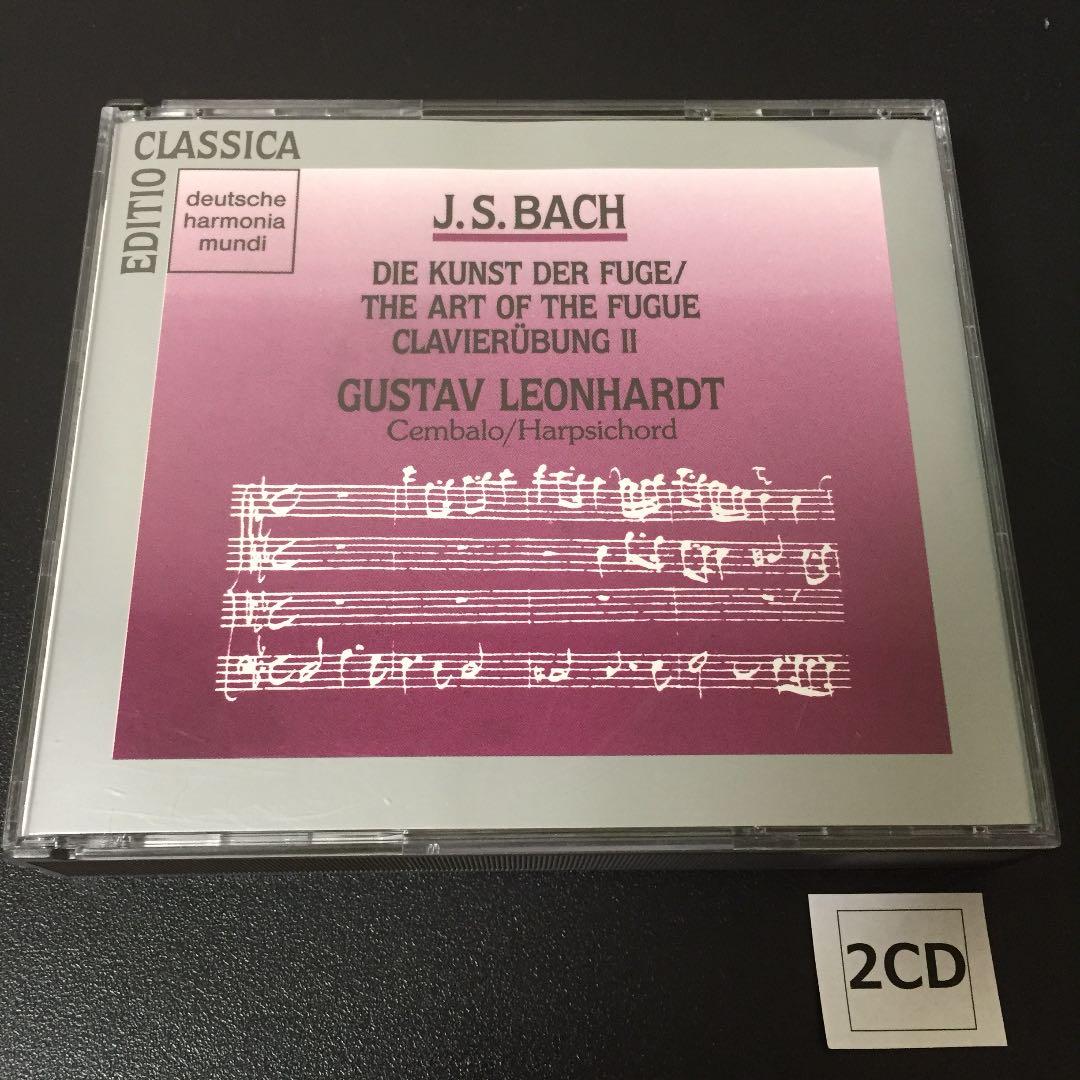 EDITIO
CLASSICA
deutsche
harmonia
mundi
J.S. BACH
DIE KUNST DER FUGE/
THE ART OF THE FUGUE
CLAVIERÜBUNG II
GUSTAV LEONHARDT
Cembalo/Harpsichord
2CD